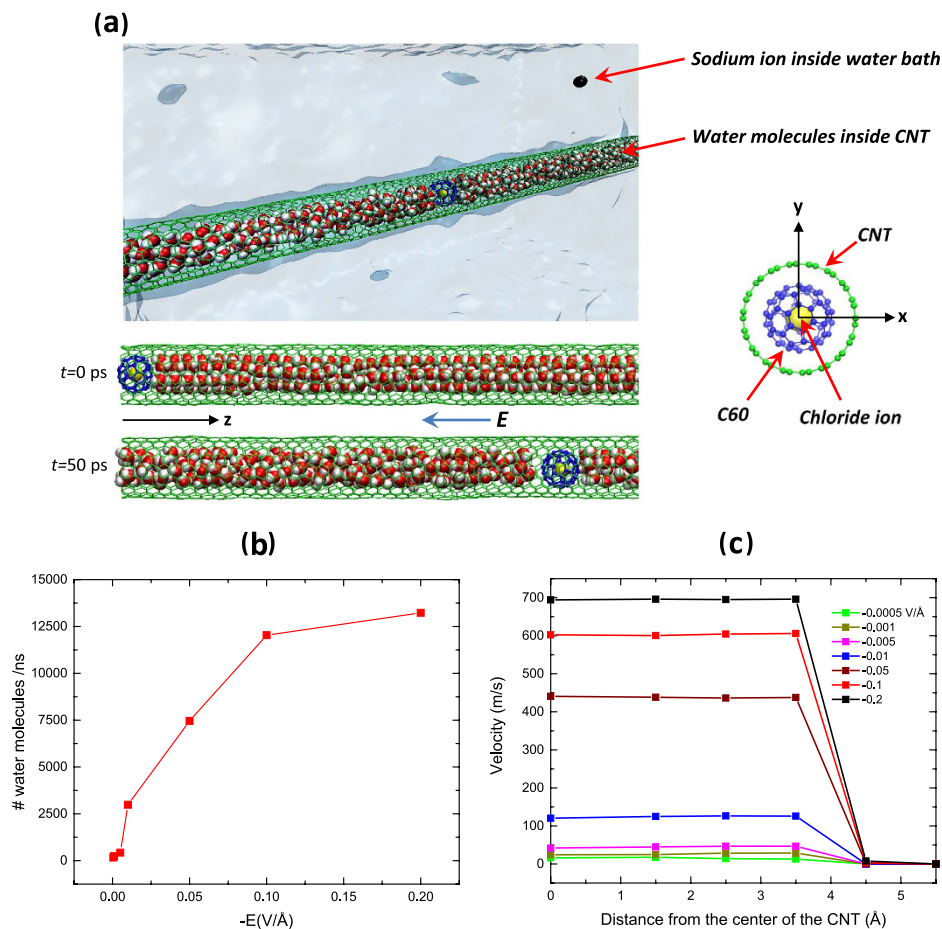 (a)
Sodium ion inside water bath
Water molecules inside CNT
y
CNT
x
C60
Chloride ion
t=0 ps
z
E
t=50 ps
(b)
15000
12500
10000
7500
5000
2500
0
# water molecules /ns
0.00
0.05
0.10
0.15
0.20
-E(V/Å)
(c)
700
600
500
400
300
200
100
0
Velocity (m/s)
-0.0005 V/Å
-0.001
-0.005
-0.01
-0.05
-0.1
-0.2
0
1
2
3
4
5
Distance from the center of the CNT (Å)